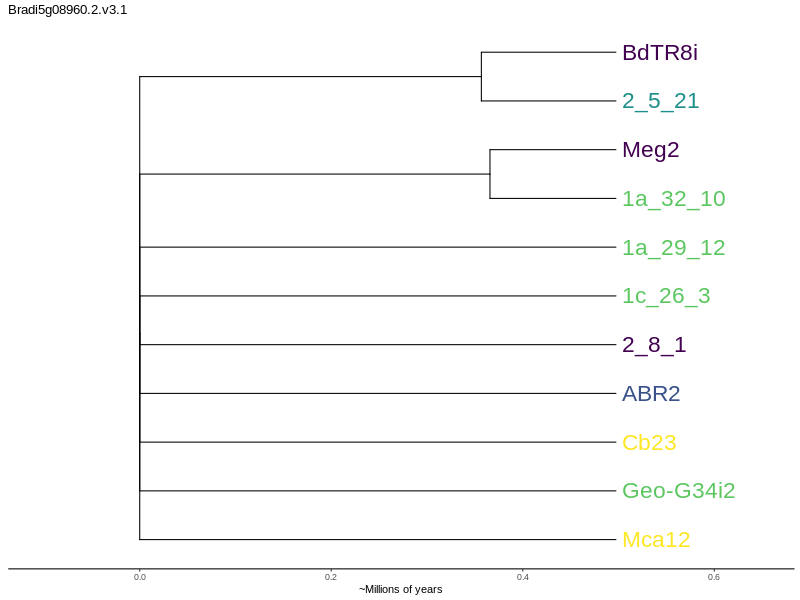 Bradi5g08960.2.v3.1
BdTR8i
2_5_21
Meg2
1a_32_10
1a_29_12
1c_26_3
2_8_1
ABR2
Cb23
Geo-G34i2
Mca12
0.0 0.2 0.4 0.6
~Millions of years